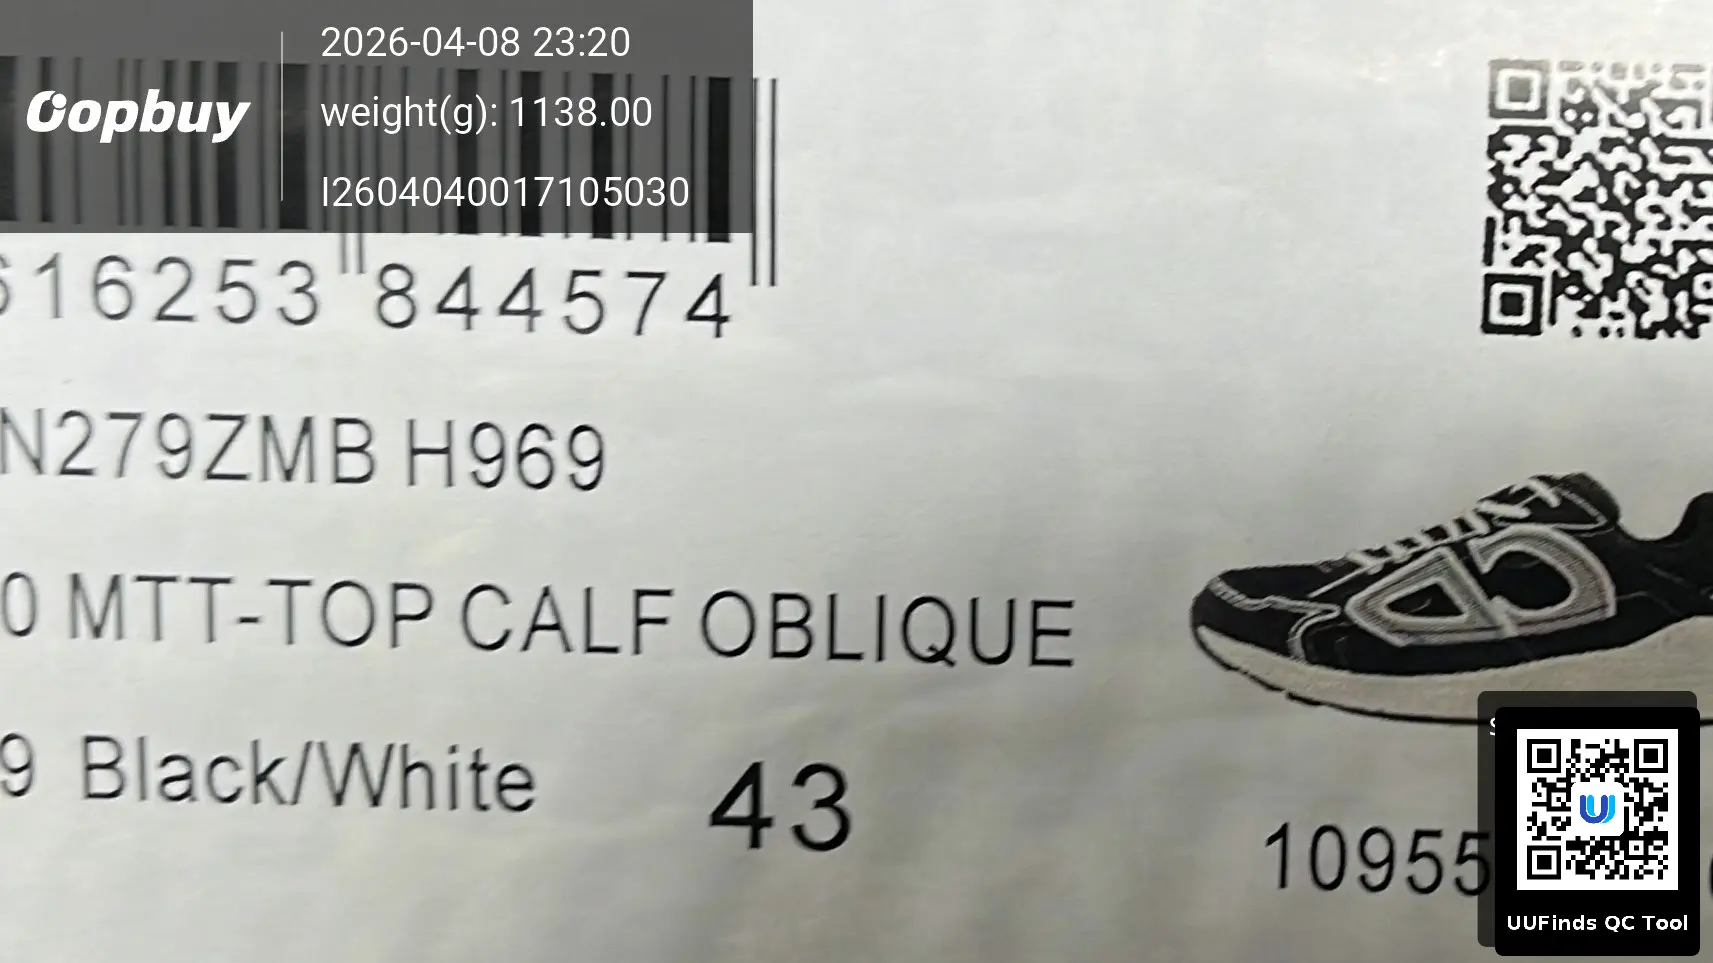 Oopbuy
2026-04-08 23:20
weight(g): 1138.00
I2604040017105030
616253 844574
N279ZMB H969
0 MTT-TOP CALF OBLIQUE
9 Black/White 43
10955
UUFinds QC Tool